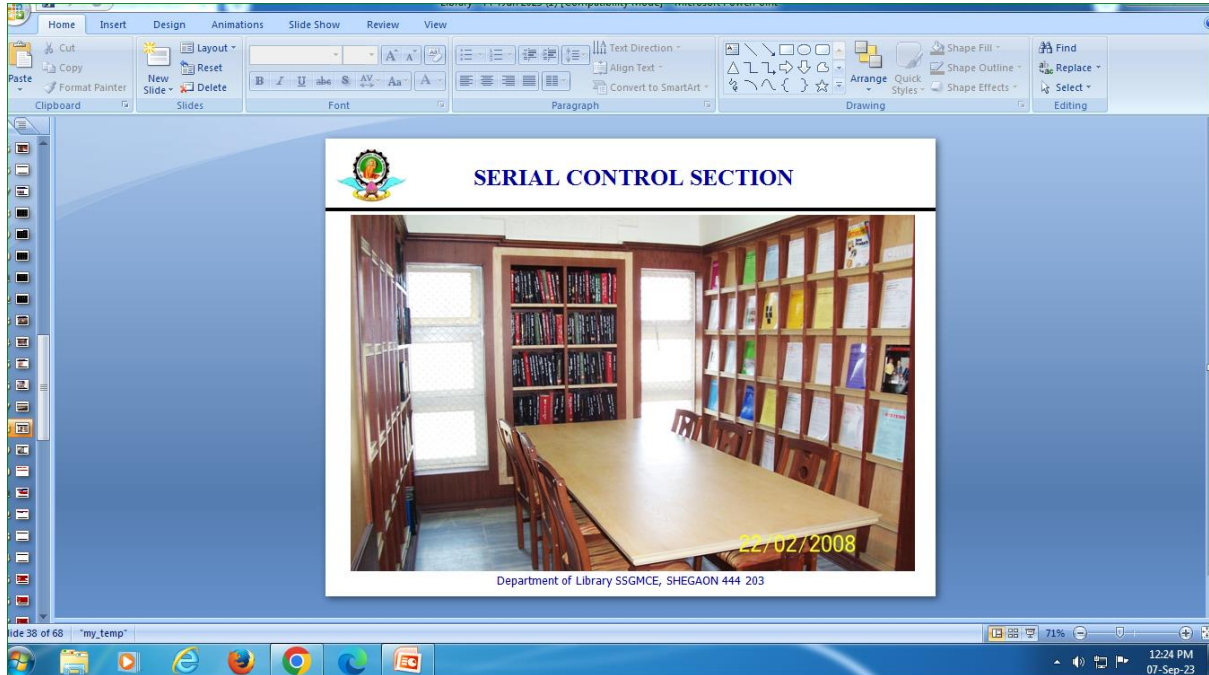 Home Insert Design Animations Slide Show Review View
Cut
Copy
Format Painter
Paste
Clipboard
New Slide
Layout
Reset
Delete
Slides
B I U abc S AV Aa A
Font
Text Direction
Align Text
Convert to SmartArt
Paragraph
Arrange
Quick Styles
Shape Fill
Shape Outline
Shape Effects
Drawing
Find
Replace
Select
Editing
SERIAL CONTROL SECTION
22/02/2008
Department of Library SSGMCE, SHEGAON 444 203
lide 38 of 68 "my_temp" 71%
12:24 PM
07-Sep-23